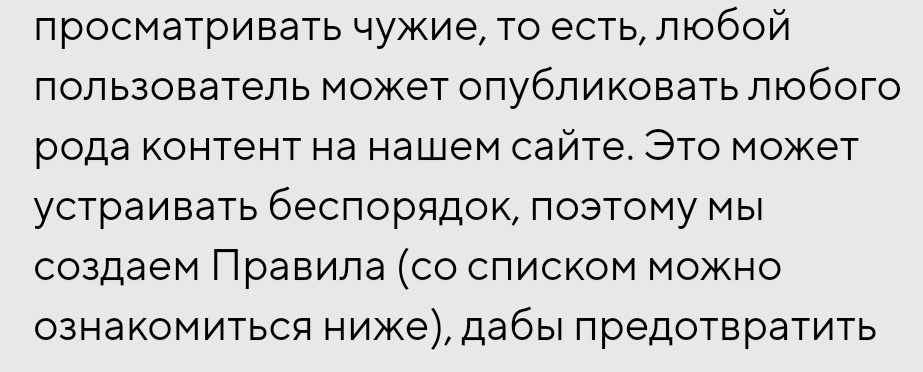 просматривать чужие, то есть, любой
пользователь может опубликовать любого
рода контент на нашем сайте. Это может
устраивать беспорядок, поэтому мы
создаем Правила (со списком можно
ознакомиться ниже), дабы предотвратить